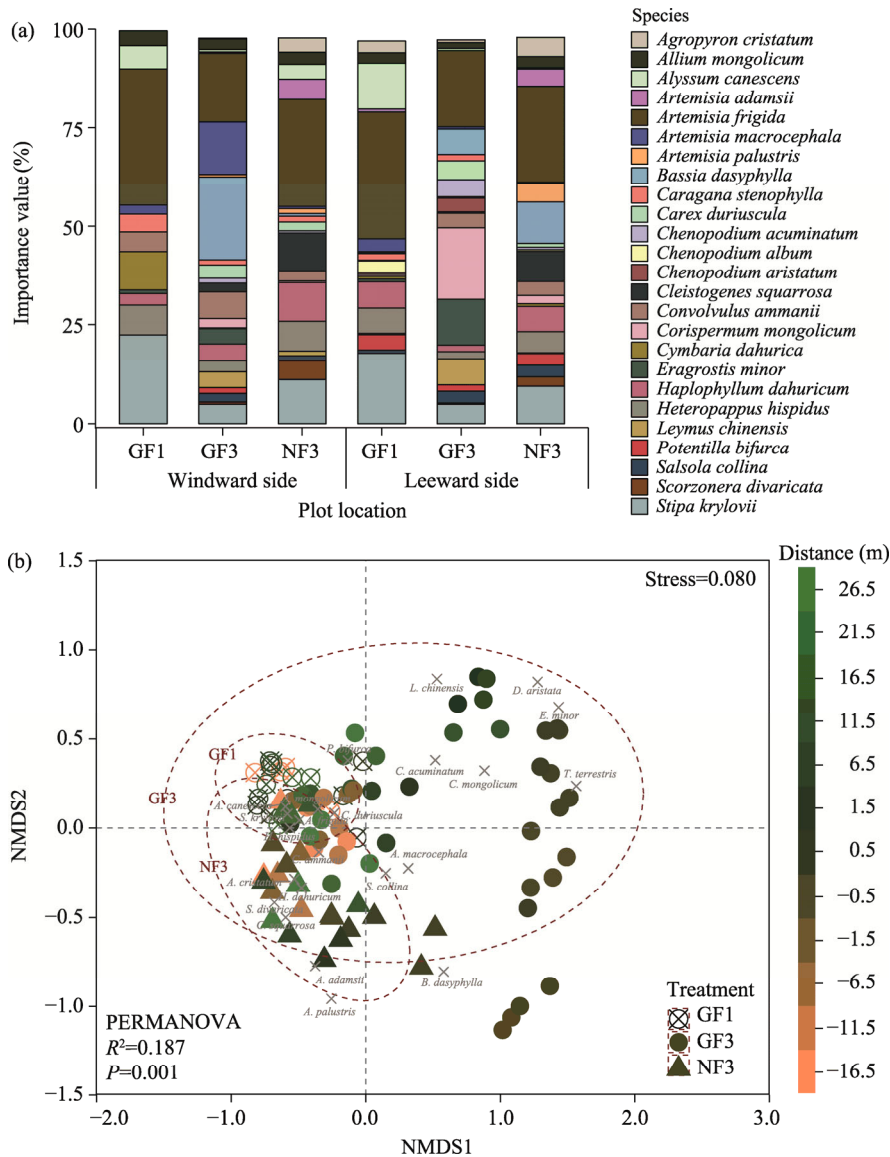 (a)
100
75
50
25
0
Importance value (%)
GF1
GF3
NF3
GF1
GF3
NF3
Windward side
Leeward side
Plot location
Species
Agropyron cristatum
Allium mongolicum
Alyssum canescens
Artemisia adamsii
Artemisia frigida
Artemisia macrocephala
Artemisia palustris
Bassia dasyphylla
Caragana stenophylla
Carex duriuscula
Chenopodium acuminatum
Chenopodium album
Chenopodium aristatum
Cleistogenes squarrosa
Convolvulus ammanii
Corispermum mongolicum
Cymbaria dahurica
Eragrostis minor
Haplophyllum dahuricum
Heteropappus hispidus
Leymus chinensis
Potentilla bifurca
Salsola collina
Scorzonera divaricata
Stipa krylovii
(b)
1.5
1.0
0.5
0.0
−0.5
−1.0
−1.5
NMDS2
−2.0
−1.0
0.0
1.0
2.0
3.0
NMDS1
Stress=0.080
GF1
GF3
NF3
L. chinensis
D. aristata
E. minor
P. bifurca
C. acuminatum
C. mongolicum
T. terrestris
C. duriuscula
A. macrocephala
S. collina
A. cristatum
H. dahuricum
A. adamsii
A. palustris
B. dasyphylla
PERMANOVA
R²=0.187
P=0.001
Treatment
GF1
GF3
NF3
Distance (m)
26.5
21.5
16.5
11.5
6.5
1.5
0.5
−0.5
−1.5
−6.5
−11.5
−16.5